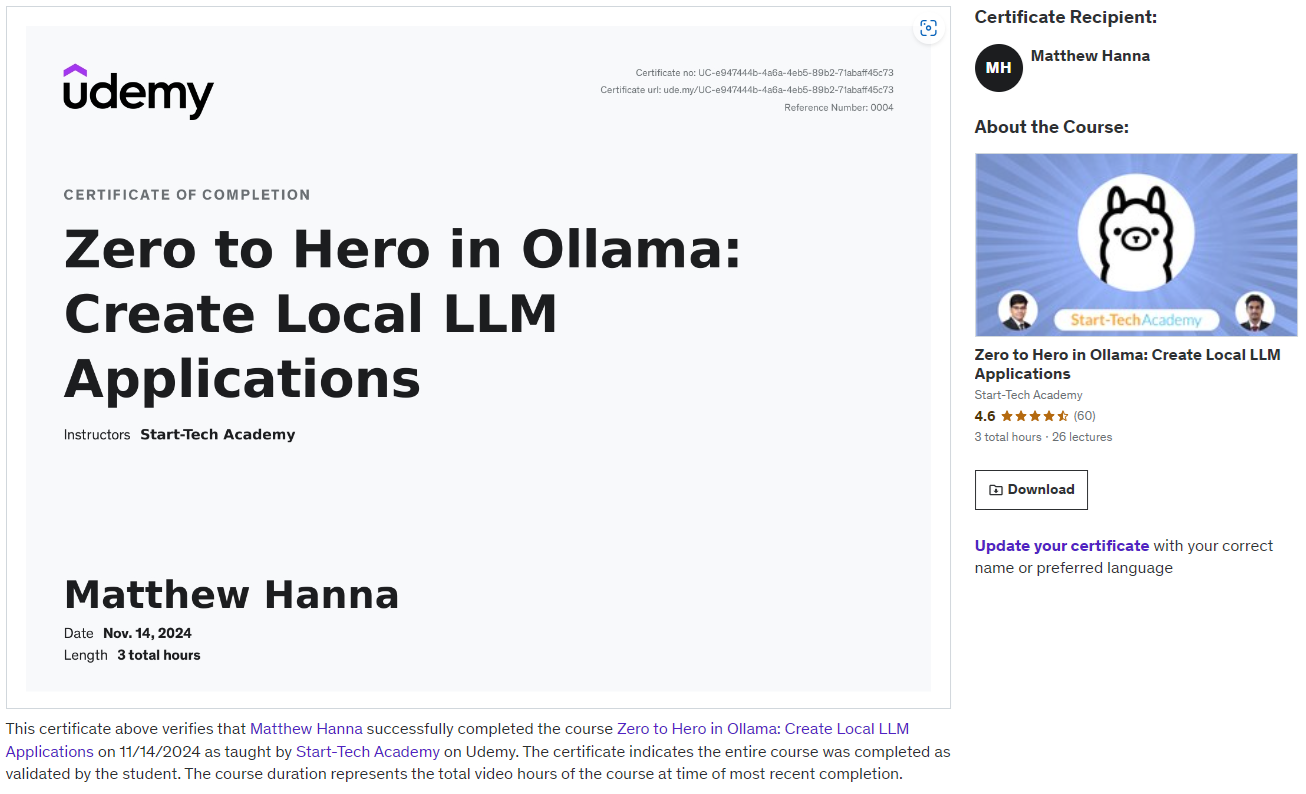 udemy
Certificate no: UC-e947444b-4a6a-4eb5-89b2-71abaff45c73
Certificate url: ude.my/UC-e947444b-4a6a-4eb5-89b2-71abaff45c73
Reference Number: 0004
CERTIFICATE OF COMPLETION
Zero to Hero in Ollama:
Create Local LLM
Applications
Instructors Start-Tech Academy
Matthew Hanna
Date Nov. 14, 2024
Length 3 total hours
This certificate above verifies that Matthew Hanna successfully completed the course Zero to Hero in Ollama: Create Local LLM
Applications on 11/14/2024 as taught by Start-Tech Academy on Udemy. The certificate indicates the entire course was completed as
validated by the student. The course duration represents the total video hours of the course at time of most recent completion.
Certificate Recipient:
MH
Matthew Hanna
About the Course:
Start-Tech Academy
Zero to Hero in Ollama: Create Local LLM
Applications
Start-Tech Academy
4.6 (60)
3 total hours · 26 lectures
Download
Update your certificate with your correct
name or preferred language